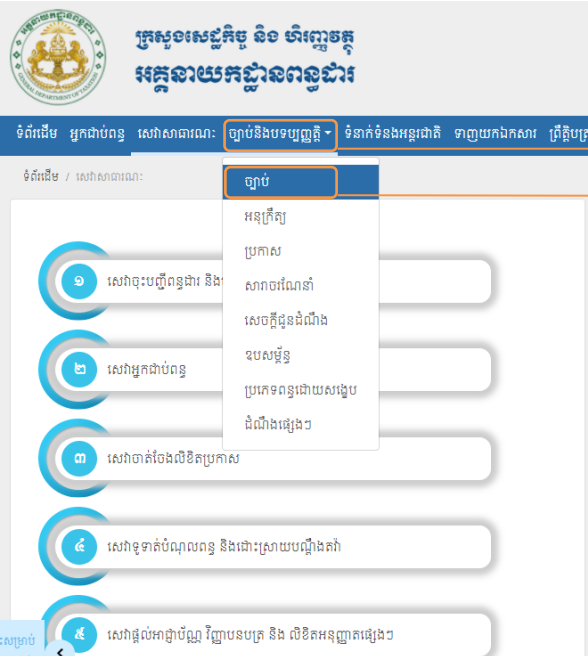 ក្រសួងសេដ្ឋកិច្ច និង ហិរញ្ញវត្ថុ
អគ្គនាយកដ្ឋានពន្ធដារ
GENERAL DEPARTMENT OF TAXATION
ទំព័រដើម អ្នកជាប់ពន្ធ សេវាសាធារណៈ ច្បាប់និងបទប្បញ្ញត្តិ ទំនាក់ទំនងអន្តរជាតិ ទាញយកឯកសារ ព្រឹត្តិបត្រ
ទំព័រដើម / សេវាសាធារណៈ
ច្បាប់
អនុក្រឹត្យ
ប្រកាស
សារាចរណែនាំ
សេចក្តីជូនដំណឹង
ឧបសម្ព័ន្ធ
ប្រភេទពន្ធដោយសង្ខេប
ដំណឹងផ្សេងៗ
១ សេវាចុះបញ្ជីពន្ធដារ និង
២ សេវាអ្នកជាប់ពន្ធ
៣ សេវាចាត់ចែងលិខិតប្រកាស
៤ សេវាទូទាត់បំណុលពន្ធ និងដោះស្រាយបណ្តឹងតវ៉ា
៥ សេវាផ្តល់អាជ្ញាប័ណ្ណ វិញ្ញាបនបត្រ និង លិខិតអនុញ្ញាតផ្សេងៗ
សម្រាប់